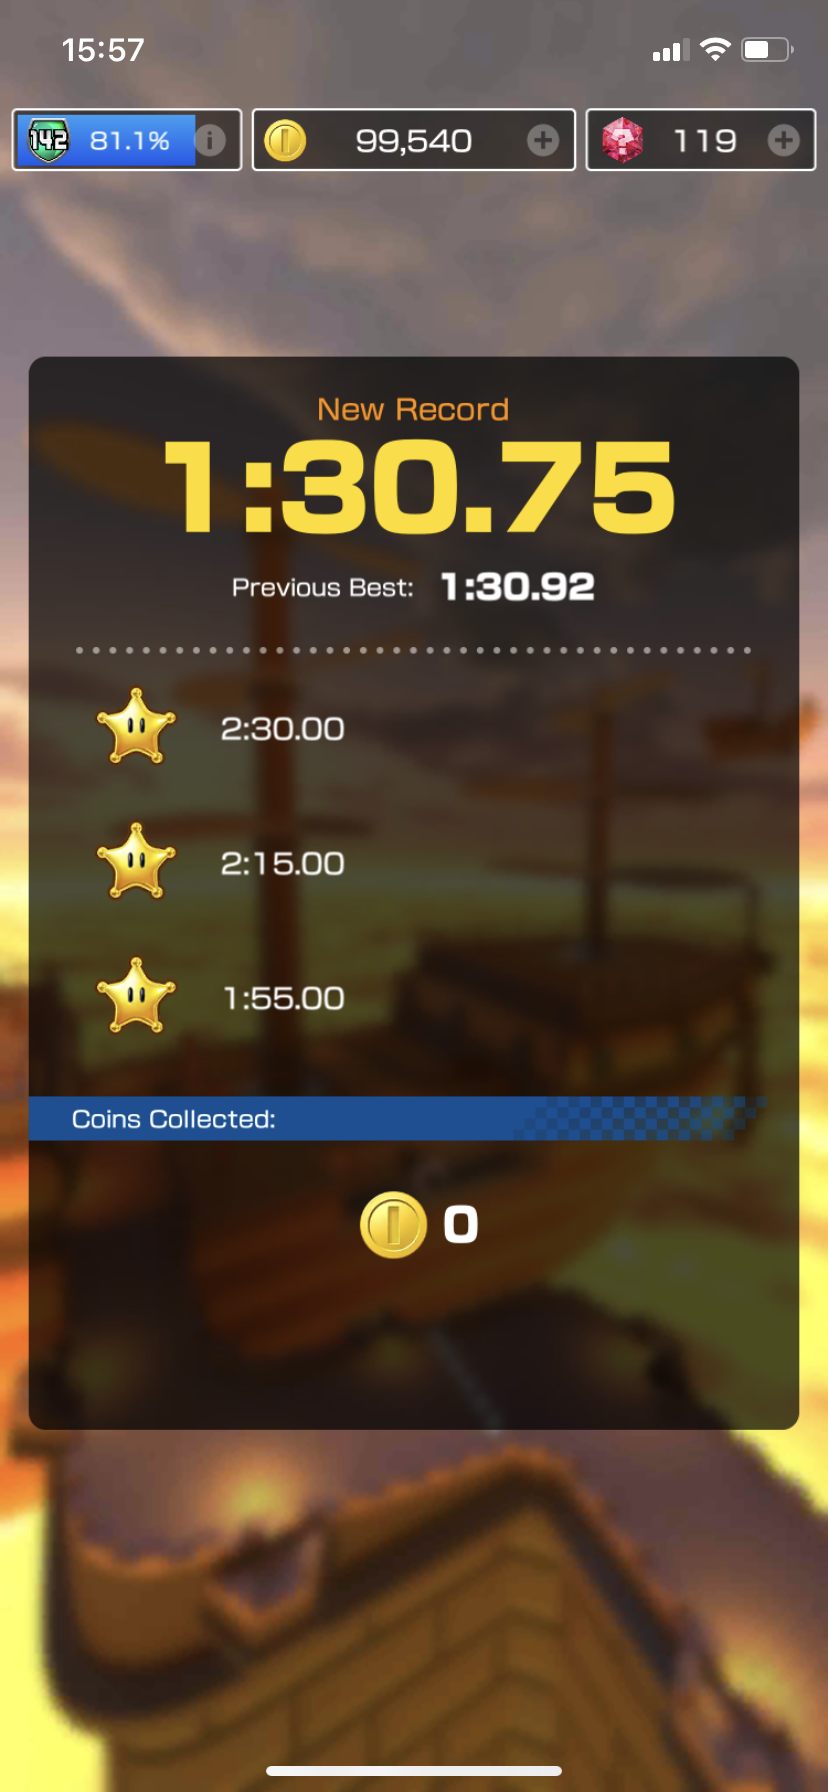 15:57
142 81.1% i 99,540 + ? 119 +
New Record
1:30.75
Previous Best: 1:30.92
2:30.00
2:15.00
1:55.00
Coins Collected:
0